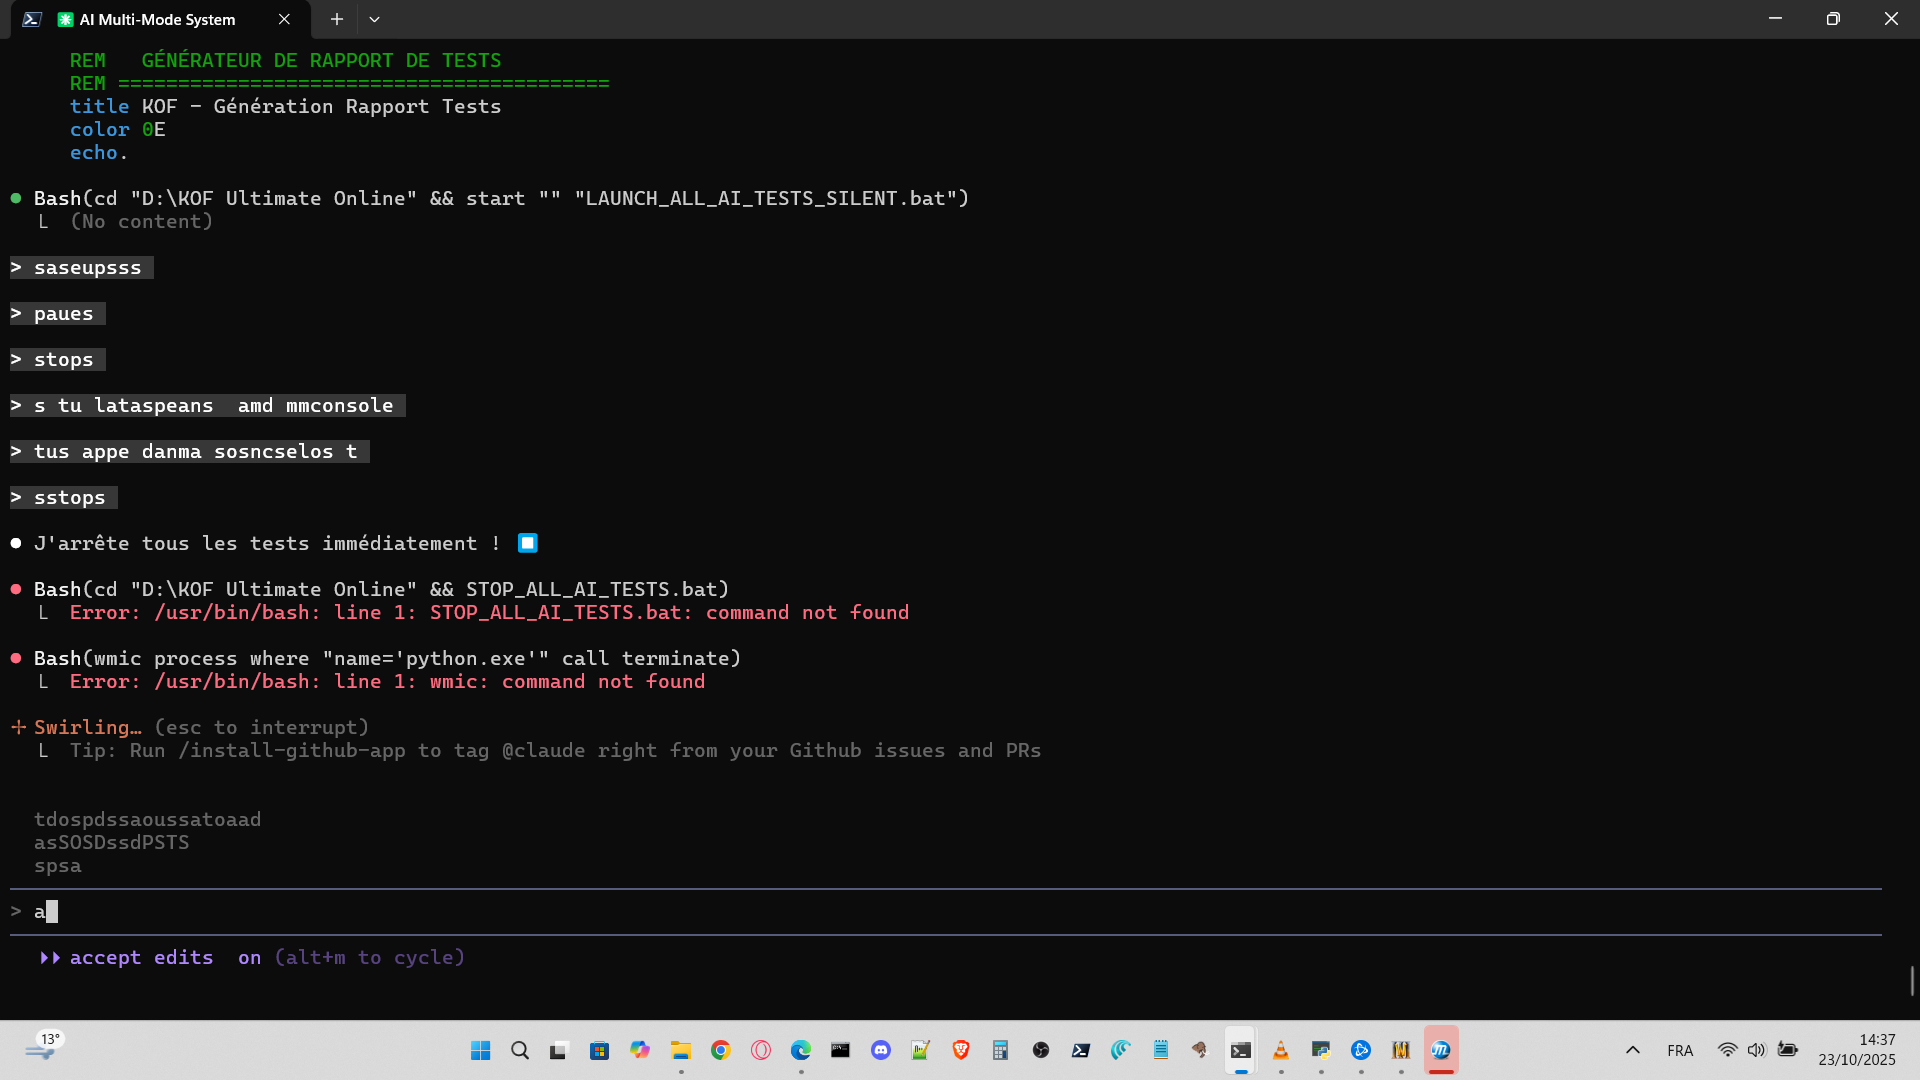 AI Multi-Mode System
REM   GÉNÉRATEUR DE RAPPORT DE TESTS
REM =========================================
title KOF - Génération Rapport Tests
color 0E
echo.
● Bash(cd "D:\KOF Ultimate Online" && start "" "LAUNCH_ALL_AI_TESTS_SILENT.bat")
(No content)
> saseupsss
> paues
> stops
> s tu lataspeans  amd mmconsole
> tus appe danma sosncselos t
> sstops
● J'arrête tous les tests immédiatement !
● Bash(cd "D:\KOF Ultimate Online" && STOP_ALL_AI_TESTS.bat)
Error: /usr/bin/bash: line 1: STOP_ALL_AI_TESTS.bat: command not found
● Bash(wmic process where "name='python.exe'" call terminate)
Error: /usr/bin/bash: line 1: wmic: command not found
Swirling… (esc to interrupt)
Tip: Run /install-github-app to tag @claude right from your Github issues and PRs
tdospdssaoussatoaad
asSOSDssdPSTS
spsa
> a
accept edits  on (alt+m to cycle)
13°
FRA
14:37
23/10/2025